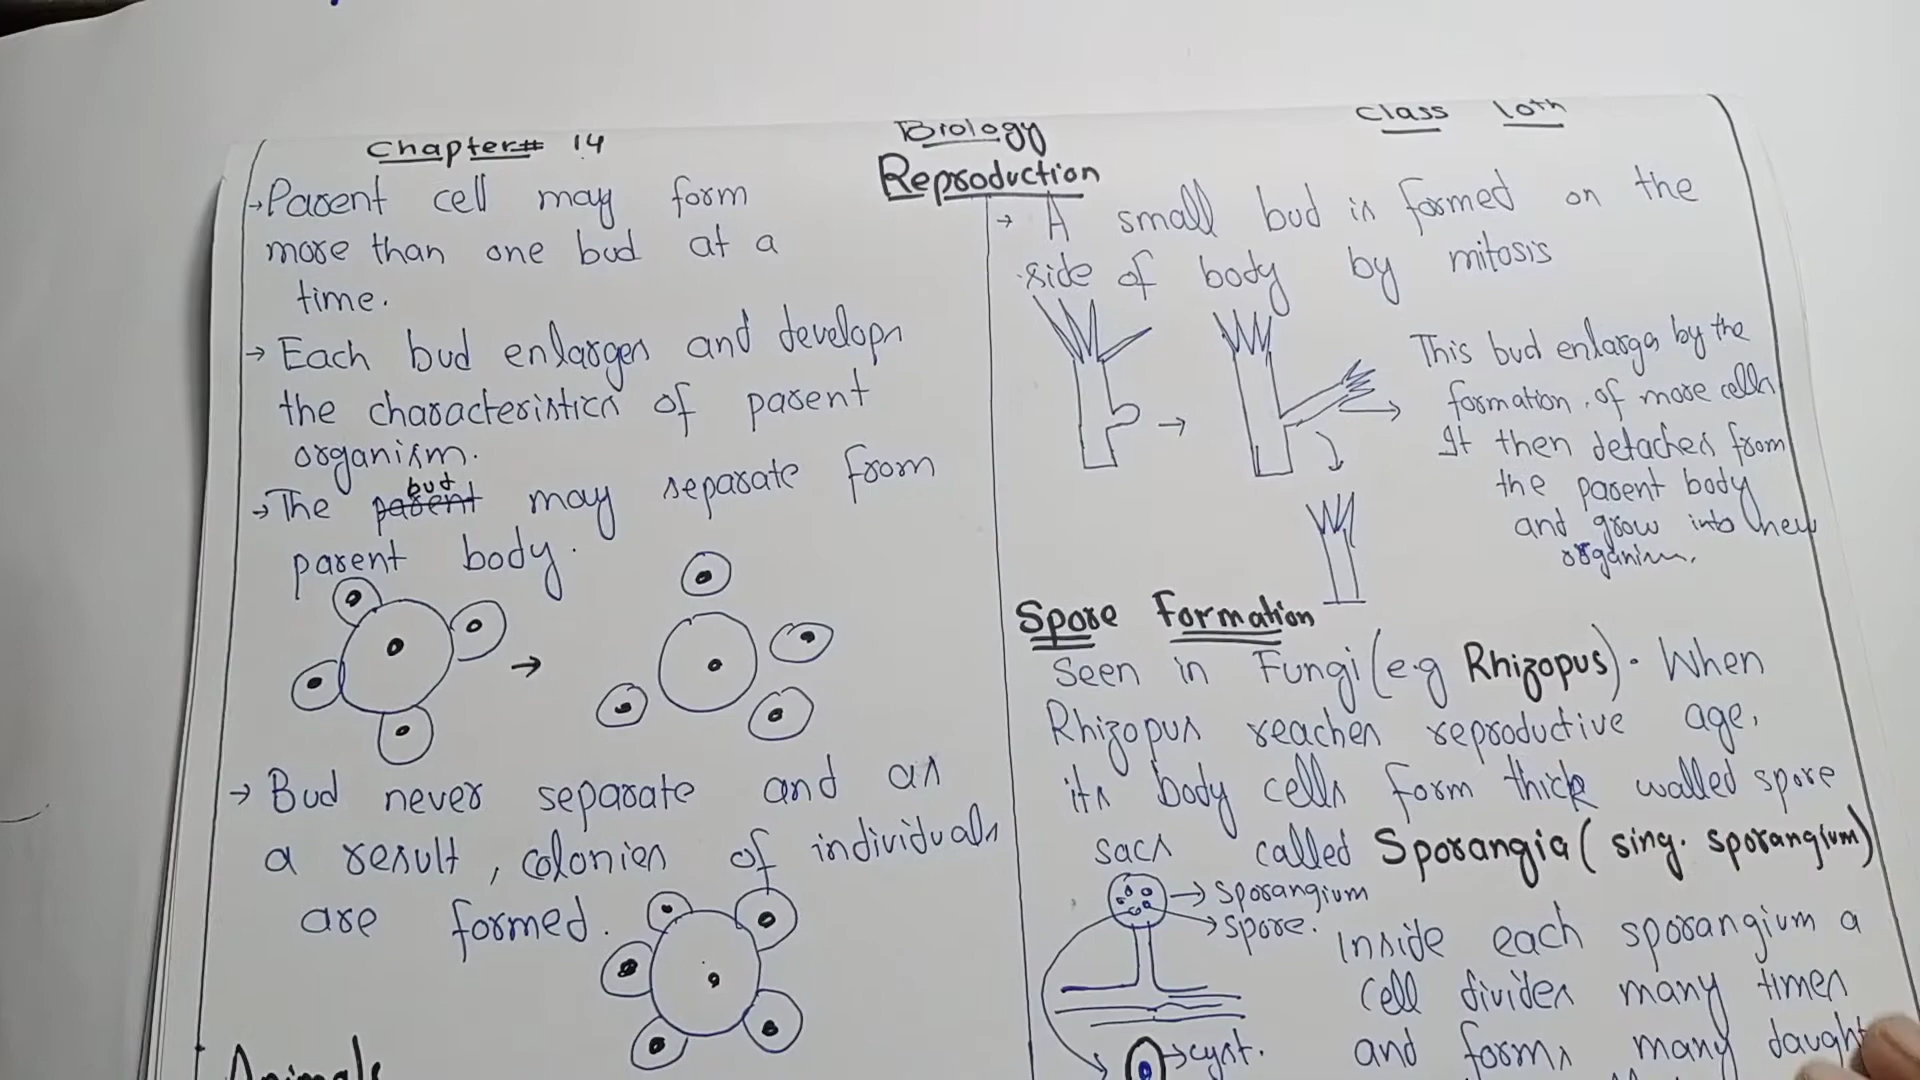 Chapter# 14
Biology
Class 10th
Reproduction
→Parent cell may form
more than one bud at a
time.
→ Each bud enlarges and develops
the characteristics of parent
organism.
bud
→The parent may separate from
parent body.
→ Bud never separate and as
a result, colonies of individuals
are formed.
Animals
→ A small bud is formed on the
side of body by mitosis
This bud enlarge by the
formation of more cells
It then detaches from
the parent body
and grow into new
organism.
Spore Formation
Seen in Fungi (e.g Rhizopus). When
Rhizopus reaches reproductive age,
its body cells form thick walled spore
sacs called Sporangia ( sing. sporangium)
→ Sporangium
→ spore.
Inside each sporangium a
cell divides many times
and forms many daught
→cyst.